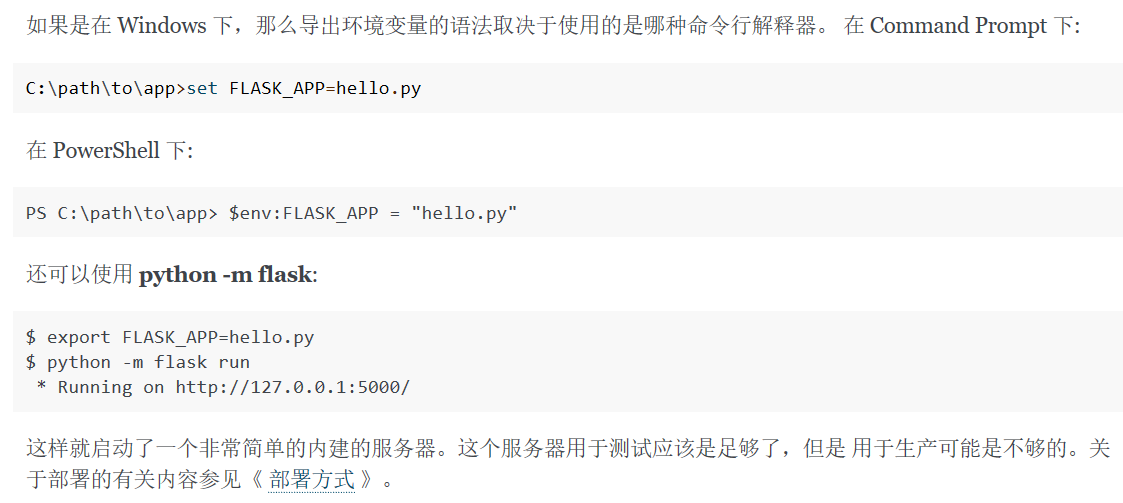 如果是在 Windows 下，那么导出环境变量的语法取决于使用的是哪种命令行解释器。 在 Command Prompt 下:
C:\path\to\app>set FLASK_APP=hello.py
在 PowerShell 下:
PS C:\path\to\app> $env:FLASK_APP = "hello.py"
还可以使用 python -m flask:
$ export FLASK_APP=hello.py
$ python -m flask run
 * Running on http://127.0.0.1:5000/
这样就启动了一个非常简单的内建的服务器。这个服务器用于测试应该是足够了，但是 用于生产可能是不够的。关
于部署的有关内容参见《 部署方式 》。